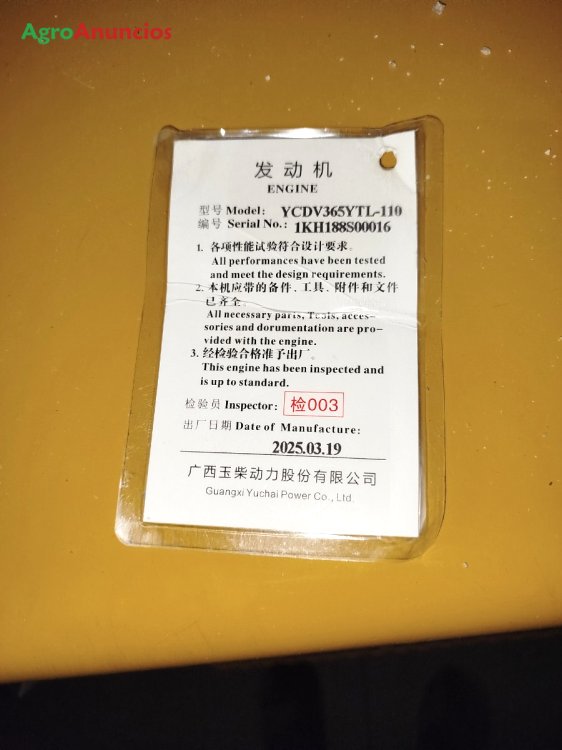 AgroAnuncios
发动机
ENGINE
型号 Model: YCDV365YTL-110
编号 Serial No.: 1KH188S00016
1. 各项性能试验符合设计要求。
All performances have been tested
and meet the design requirements.
2. 本机应带的备件、工具、附件和文件
已齐全。
All necessary parts, Tools, acces-
sories and dorumentation are pro-
vided with the engine.
3. 经检验合格准予出厂。
This engine has been inspected and
is up to standard.
检验员 Inspector: 检003
出厂日期 Date of Manufacture:
2025.03.19
广西玉柴动力股份有限公司
Guangxi Yuchai Power Co., Ltd.